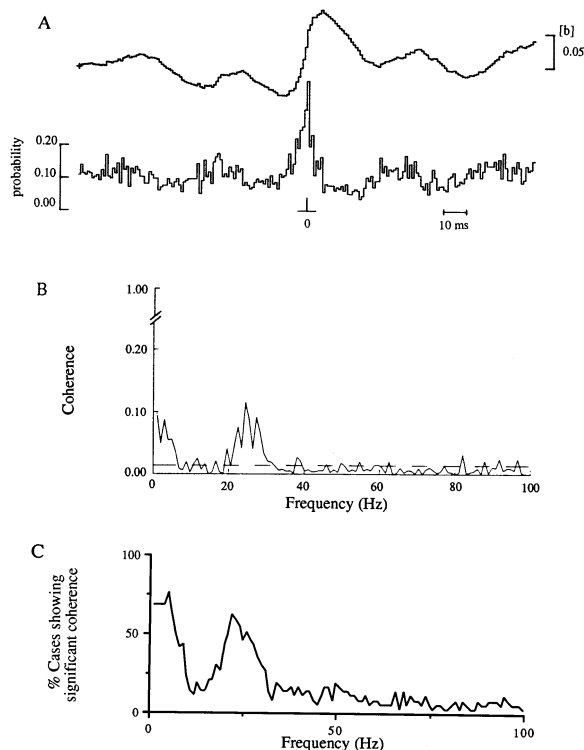 A
[b]
0.05
probability
0.20
0.10
0.00
0
10 ms
B
1.00
0.20
0.10
0.00
Coherence
0
20
40
60
80
100
Frequency (Hz)
C
100
50
0
% Cases showing
significant coherence
0
50
100
Frequency (Hz)